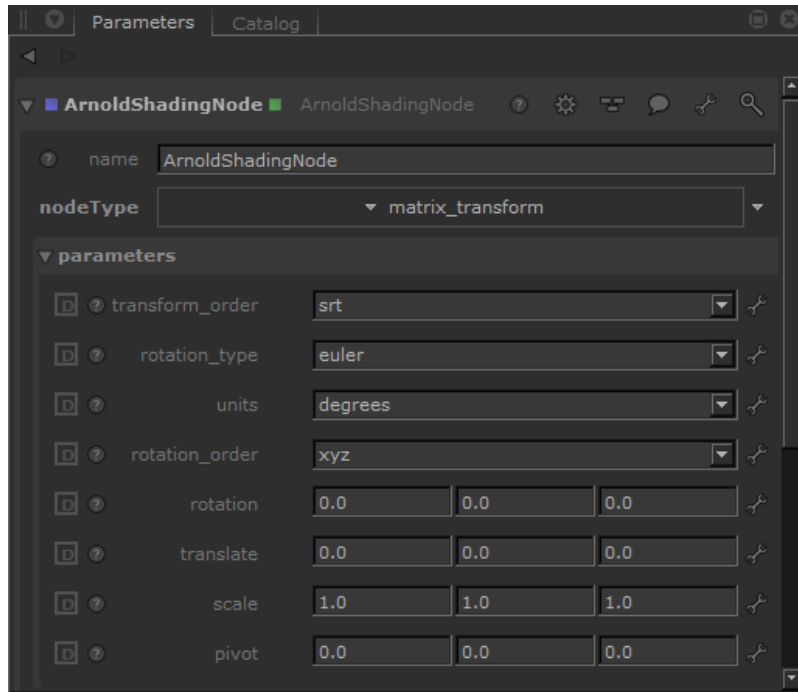 Parameters Catalog
ArnoldShadingNode ArnoldShadingNode
name ArnoldShadingNode
nodeType matrix_transform
parameters
D transform_order srt
D rotation_type euler
D units degrees
D rotation_order xyz
D rotation 0.0 0.0 0.0
D translate 0.0 0.0 0.0
D scale 1.0 1.0 1.0
D pivot 0.0 0.0 0.0